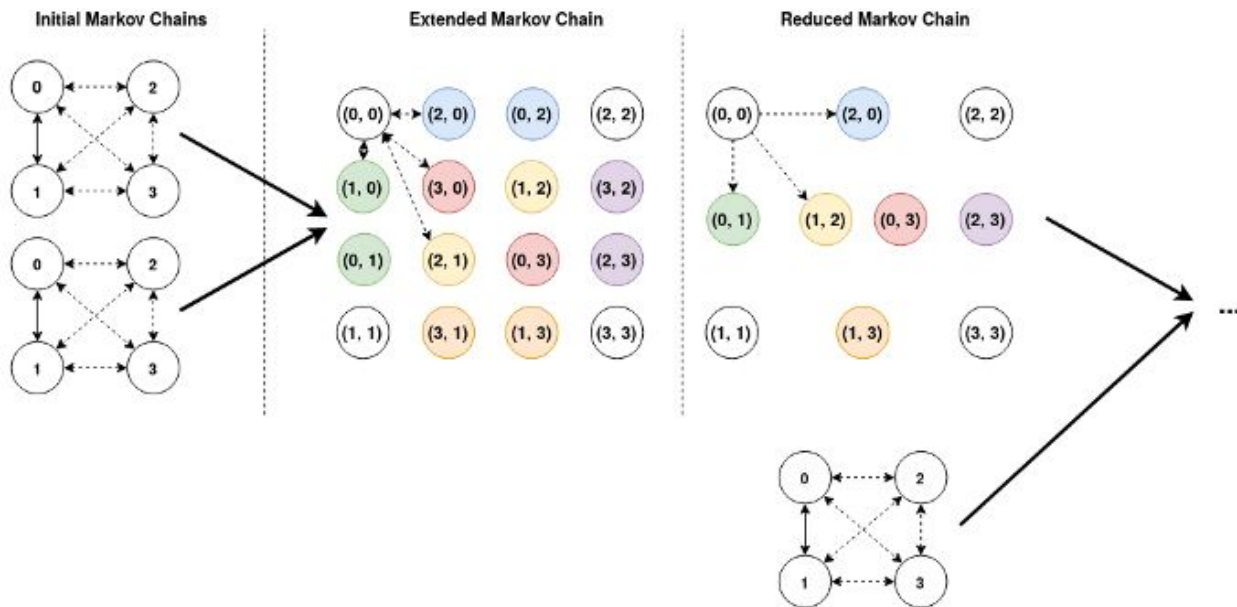 Initial Markov Chains
Extended Markov Chain
Reduced Markov Chain
0 2
1 3
0 2
1 3
(0, 0) (2, 0) (0, 2) (2, 2)
(1, 0) (3, 0) (1, 2) (3, 2)
(0, 1) (2, 1) (0, 3) (2, 3)
(1, 1) (3, 1) (1, 3) (3, 3)
(0, 0) (2, 0) (2, 2)
(0, 1) (1, 2) (0, 3) (2, 3)
(1, 1) (1, 3) (3, 3)
...
0 2
1 3